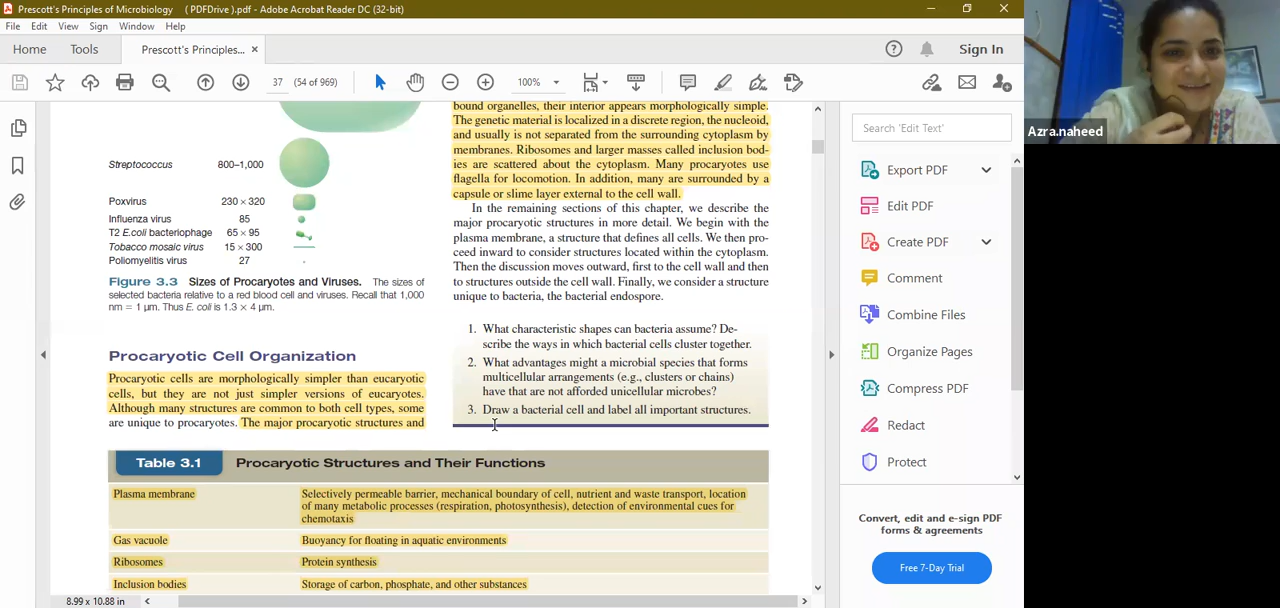 Prescott's Principles of Microbiology ( PDFDrive ).pdf - Adobe Acrobat Reader DC (32-bit)
File Edit View Sign Window Help
Home Tools Prescott's Principles... × Sign In
37 (54 of 969) 100%
Streptococcus 800–1,000
Poxvirus 230 × 320
Influenza virus 85
T2 E.coli bacteriophage 65 × 95
Tobacco mosaic virus 15 × 300
Poliomyelitis virus 27
Figure 3.3 Sizes of Procaryotes and Viruses. The sizes of
selected bacteria relative to a red blood cell and viruses. Recall that 1,000
nm = 1 μm. Thus E. coli is 1.3 × 4 μm.
Procaryotic Cell Organization
Procaryotic cells are morphologically simpler than eucaryotic
cells, but they are not just simpler versions of eucaryotes.
Although many structures are common to both cell types, some
are unique to procaryotes. The major procaryotic structures and
bound organelles, their interior appears morphologically simple.
The genetic material is localized in a discrete region, the nucleoid,
and usually is not separated from the surrounding cytoplasm by
membranes. Ribosomes and larger masses called inclusion bod-
ies are scattered about the cytoplasm. Many procaryotes use
flagella for locomotion. In addition, many are surrounded by a
capsule or slime layer external to the cell wall.
In the remaining sections of this chapter, we describe the
major procaryotic structures in more detail. We begin with the
plasma membrane, a structure that defines all cells. We then pro-
ceed inward to consider structures located within the cytoplasm.
Then the discussion moves outward, first to the cell wall and then
to structures outside the cell wall. Finally, we consider a structure
unique to bacteria, the bacterial endospore.
1. What characteristic shapes can bacteria assume? De-
scribe the ways in which bacterial cells cluster together.
2. What advantages might a microbial species that forms
multicellular arrangements (e.g., clusters or chains)
have that are not afforded unicellular microbes?
3. Draw a bacterial cell and label all important structures.
Table 3.1 Procaryotic Structures and Their Functions
Plasma membrane Selectively permeable barrier, mechanical boundary of cell, nutrient and waste transport, location
of many metabolic processes (respiration, photosynthesis), detection of environmental cues for
chemotaxis
Gas vacuole Buoyancy for floating in aquatic environments
Ribosomes Protein synthesis
Inclusion bodies Storage of carbon, phosphate, and other substances
8.99 x 10.88 in
Search 'Edit Text'
Export PDF
Edit PDF
Create PDF
Comment
Combine Files
Organize Pages
Compress PDF
Redact
Protect
Convert, edit and e-sign PDF
forms & agreements
Free 7-Day Trial
Azra.naheed